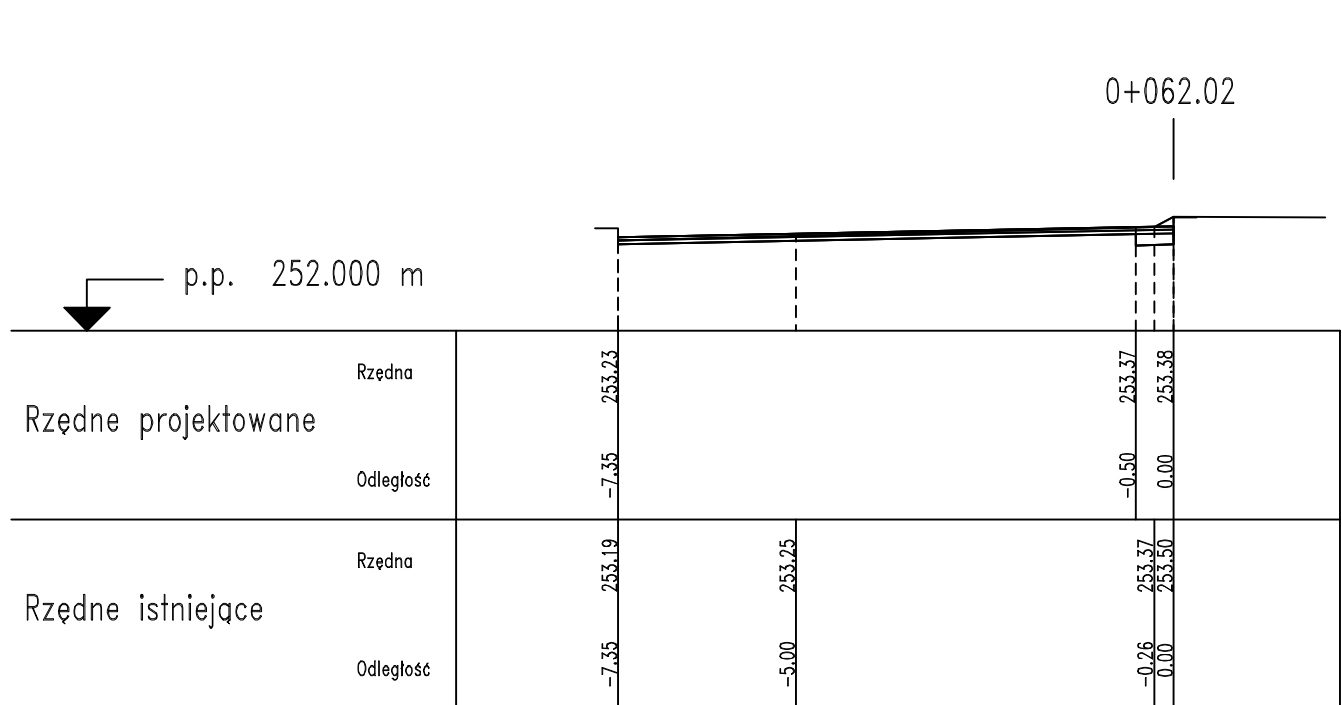 0+062.02
p.p. 252.000 m
Rzędne projektowane
Rzędna
253.23 253.37 253.38
Odległość
-7.35 -0.50 0.00
Rzędne istniejące
Rzędna
253.19 253.25 253.37 253.50
Odległość
-7.35 -5.00 -0.26 0.00